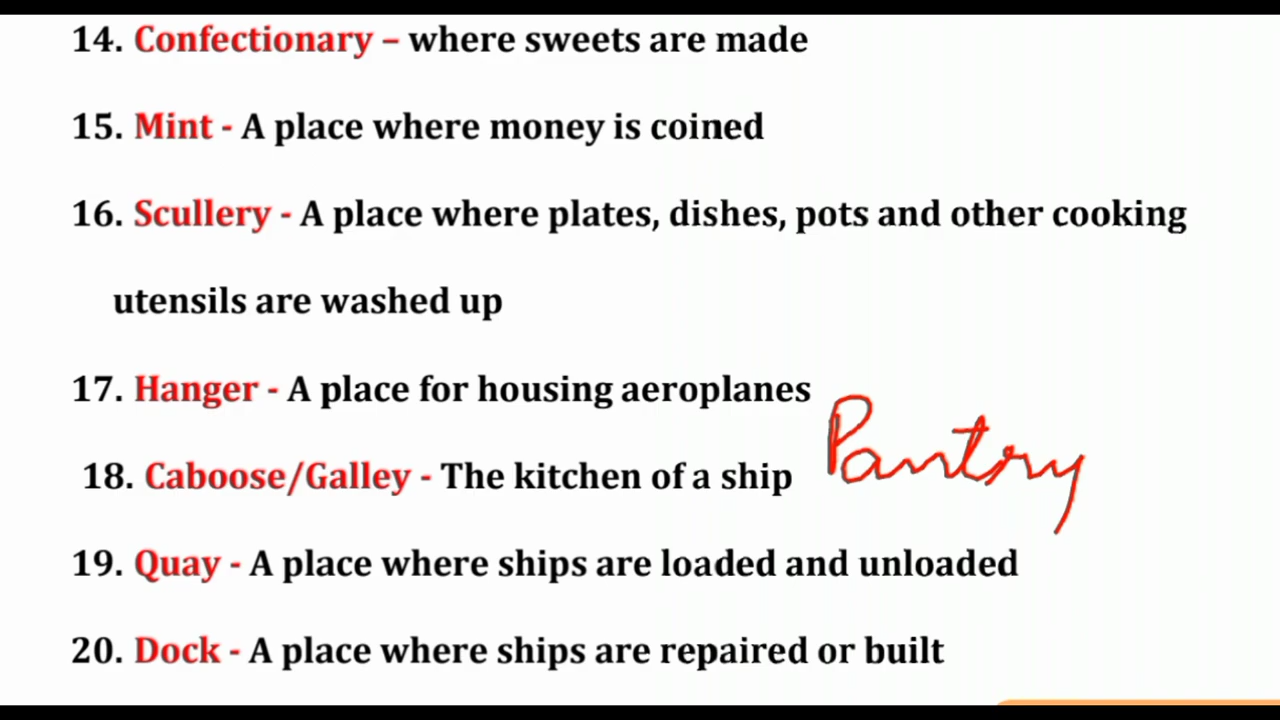 14. Confectionary – where sweets are made
15. Mint - A place where money is coined
16. Scullery - A place where plates, dishes, pots and other cooking
utensils are washed up
17. Hanger - A place for housing aeroplanes
Pantry
18. Caboose/Galley - The kitchen of a ship
19. Quay - A place where ships are loaded and unloaded
20. Dock - A place where ships are repaired or built